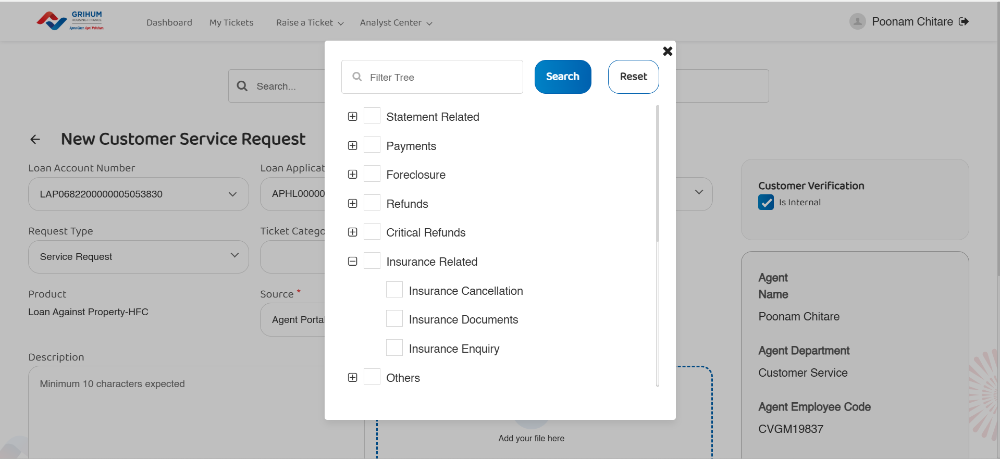 GRIHUM
HOUSING FINANCE
Apna Ghar. Apni Pehchan.
Dashboard
My Tickets
Raise a Ticket
Analyst Center
Poonam Chitare
Filter Tree
Search
Reset
Search...
Statement Related
Payments
Foreclosure
Refunds
Critical Refunds
Insurance Related
Insurance Cancellation
Insurance Documents
Insurance Enquiry
Others
New Customer Service Request
Loan Account Number
LAP0682200000005053830
Loan Applicat
APHL00000
Request Type
Service Request
Ticket Catego
Product
Loan Against Property-HFC
Source *
Agent Porta
Description
Minimum 10 characters expected
Add your file here
Customer Verification
Is Internal
Agent
Name
Poonam Chitare
Agent Department
Customer Service
Agent Employee Code
CVGM19837